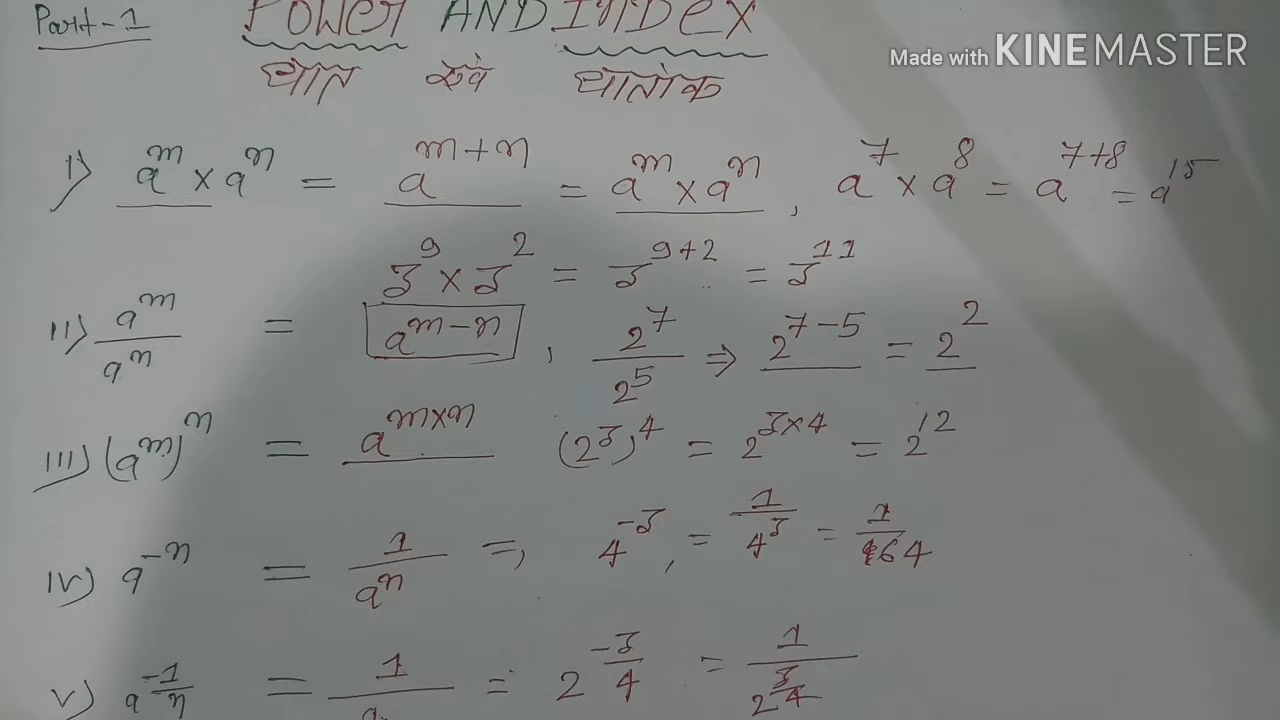 Part-1 POWER AND INDEX
Made with KINEMASTER
घात एवं घातांक
i) a^m × a^n = a^(m+n) = a^m × a^n, a^7 × a^8 = a^(7+8) = a^15
3^9 × 3^2 = 3^(9+2) = 3^11
ii) a^m/a^n = a^(m-n), 2^7/2^5 ⇒ 2^(7-5) = 2^2
iii) (a^m)^n = a^(m×n) (2^3)^4 = 2^(3×4) = 2^12
iv) a^-n = 1/a^n =, 4^-3, = 1/4^3 = 1/64
v) a^(-1/n) = 1/ = 2^(-3/4) = 1/2^(3/4)